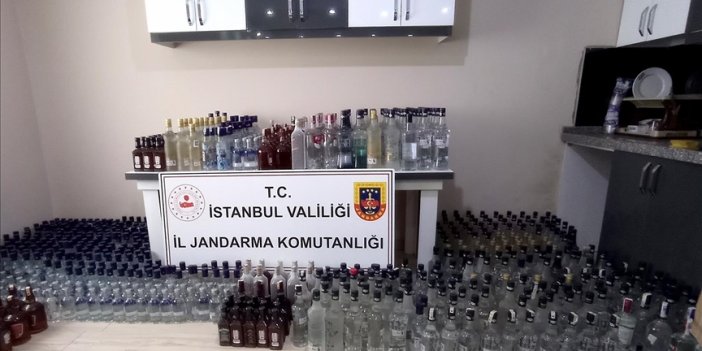 T.C.
İSTANBUL VALİLİĞİ
İL JANDARMA KOMUTANLIĞI